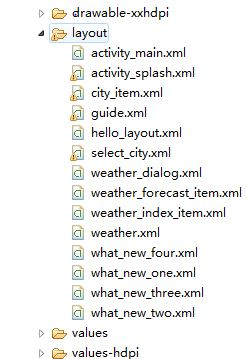 drawable-xxhdpi
layout
activity_main.xml
activity_splash.xml
city_item.xml
guide.xml
hello_layout.xml
select_city.xml
weather_dialog.xml
weather_forecast_item.xml
weather_index_item.xml
weather.xml
what_new_four.xml
what_new_one.xml
what_new_three.xml
what_new_two.xml
values
values-hdpi